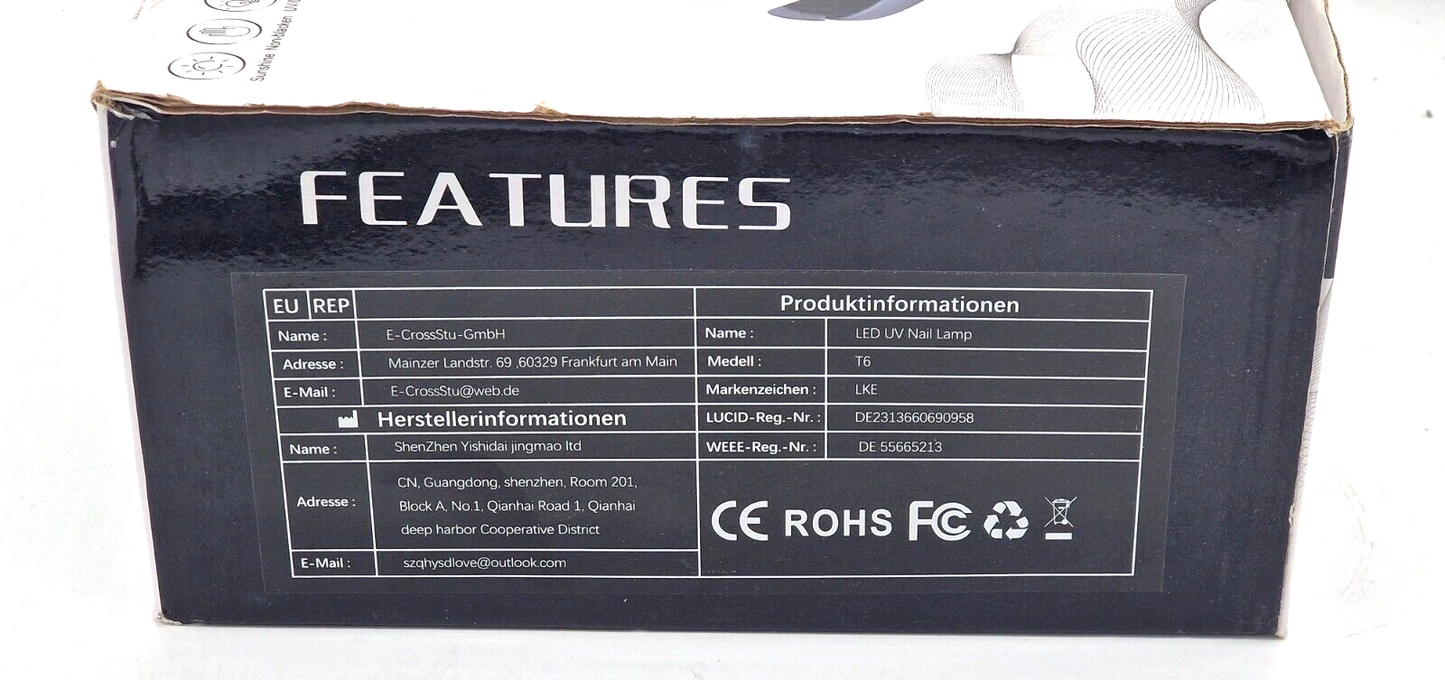 Sunshine Non-blacken
FEATURES
EU REP
Name : E-CrossStu-GmbH
Adresse : Mainzer Landstr. 69 ,60329 Frankfurt am Main
E-Mail : E-CrossStu@web.de
Herstellerinformationen
Name : ShenZhen Yishidai jingmao ltd
Adresse : CN, Guangdong, shenzhen, Room 201,
Block A, No.1, Qianhai Road 1, Qianhai
deep harbor Cooperative District
E-Mail : szqhysdlove@outlook.com
Produktinformationen
Name : LED UV Nail Lamp
Medell : T6
Markenzeichen : LKE
LUCID-Reg.-Nr. : DE2313660690958
WEEE-Reg.-Nr. : DE 55665213
CE ROHS FC